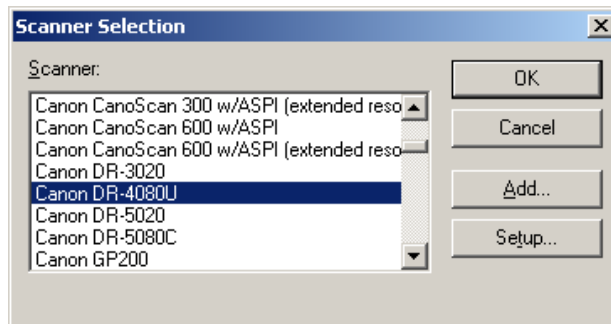 Scanner Selection
Scanner:
Canon CanoScan 300 w/ASPI (extended reso
Canon CanoScan 600 w/ASPI
Canon CanoScan 600 w/ASPI (extended reso
Canon DR-3020
Canon DR-4080U
Canon DR-5020
Canon DR-5080C
Canon GP200
OK
Cancel
Add...
Setup...